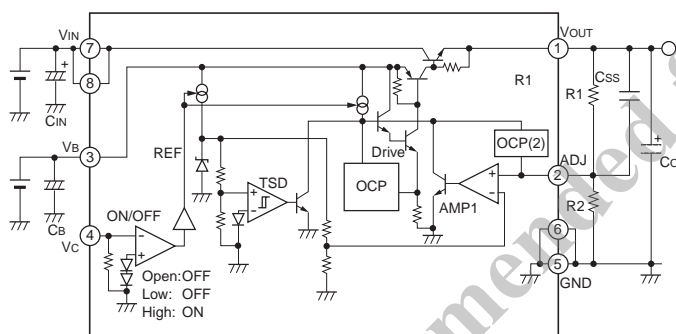 VIN
7
8
CIN
VB
3
CB
VC
4
ON/OFF
Open:OFF
Low: OFF
High: ON
REF
TSD
OCP
Drive
AMP1
OCP(2)
R1
VOUT
1
CSS
R1
ADJ
2
R2
6
5
GND
mended